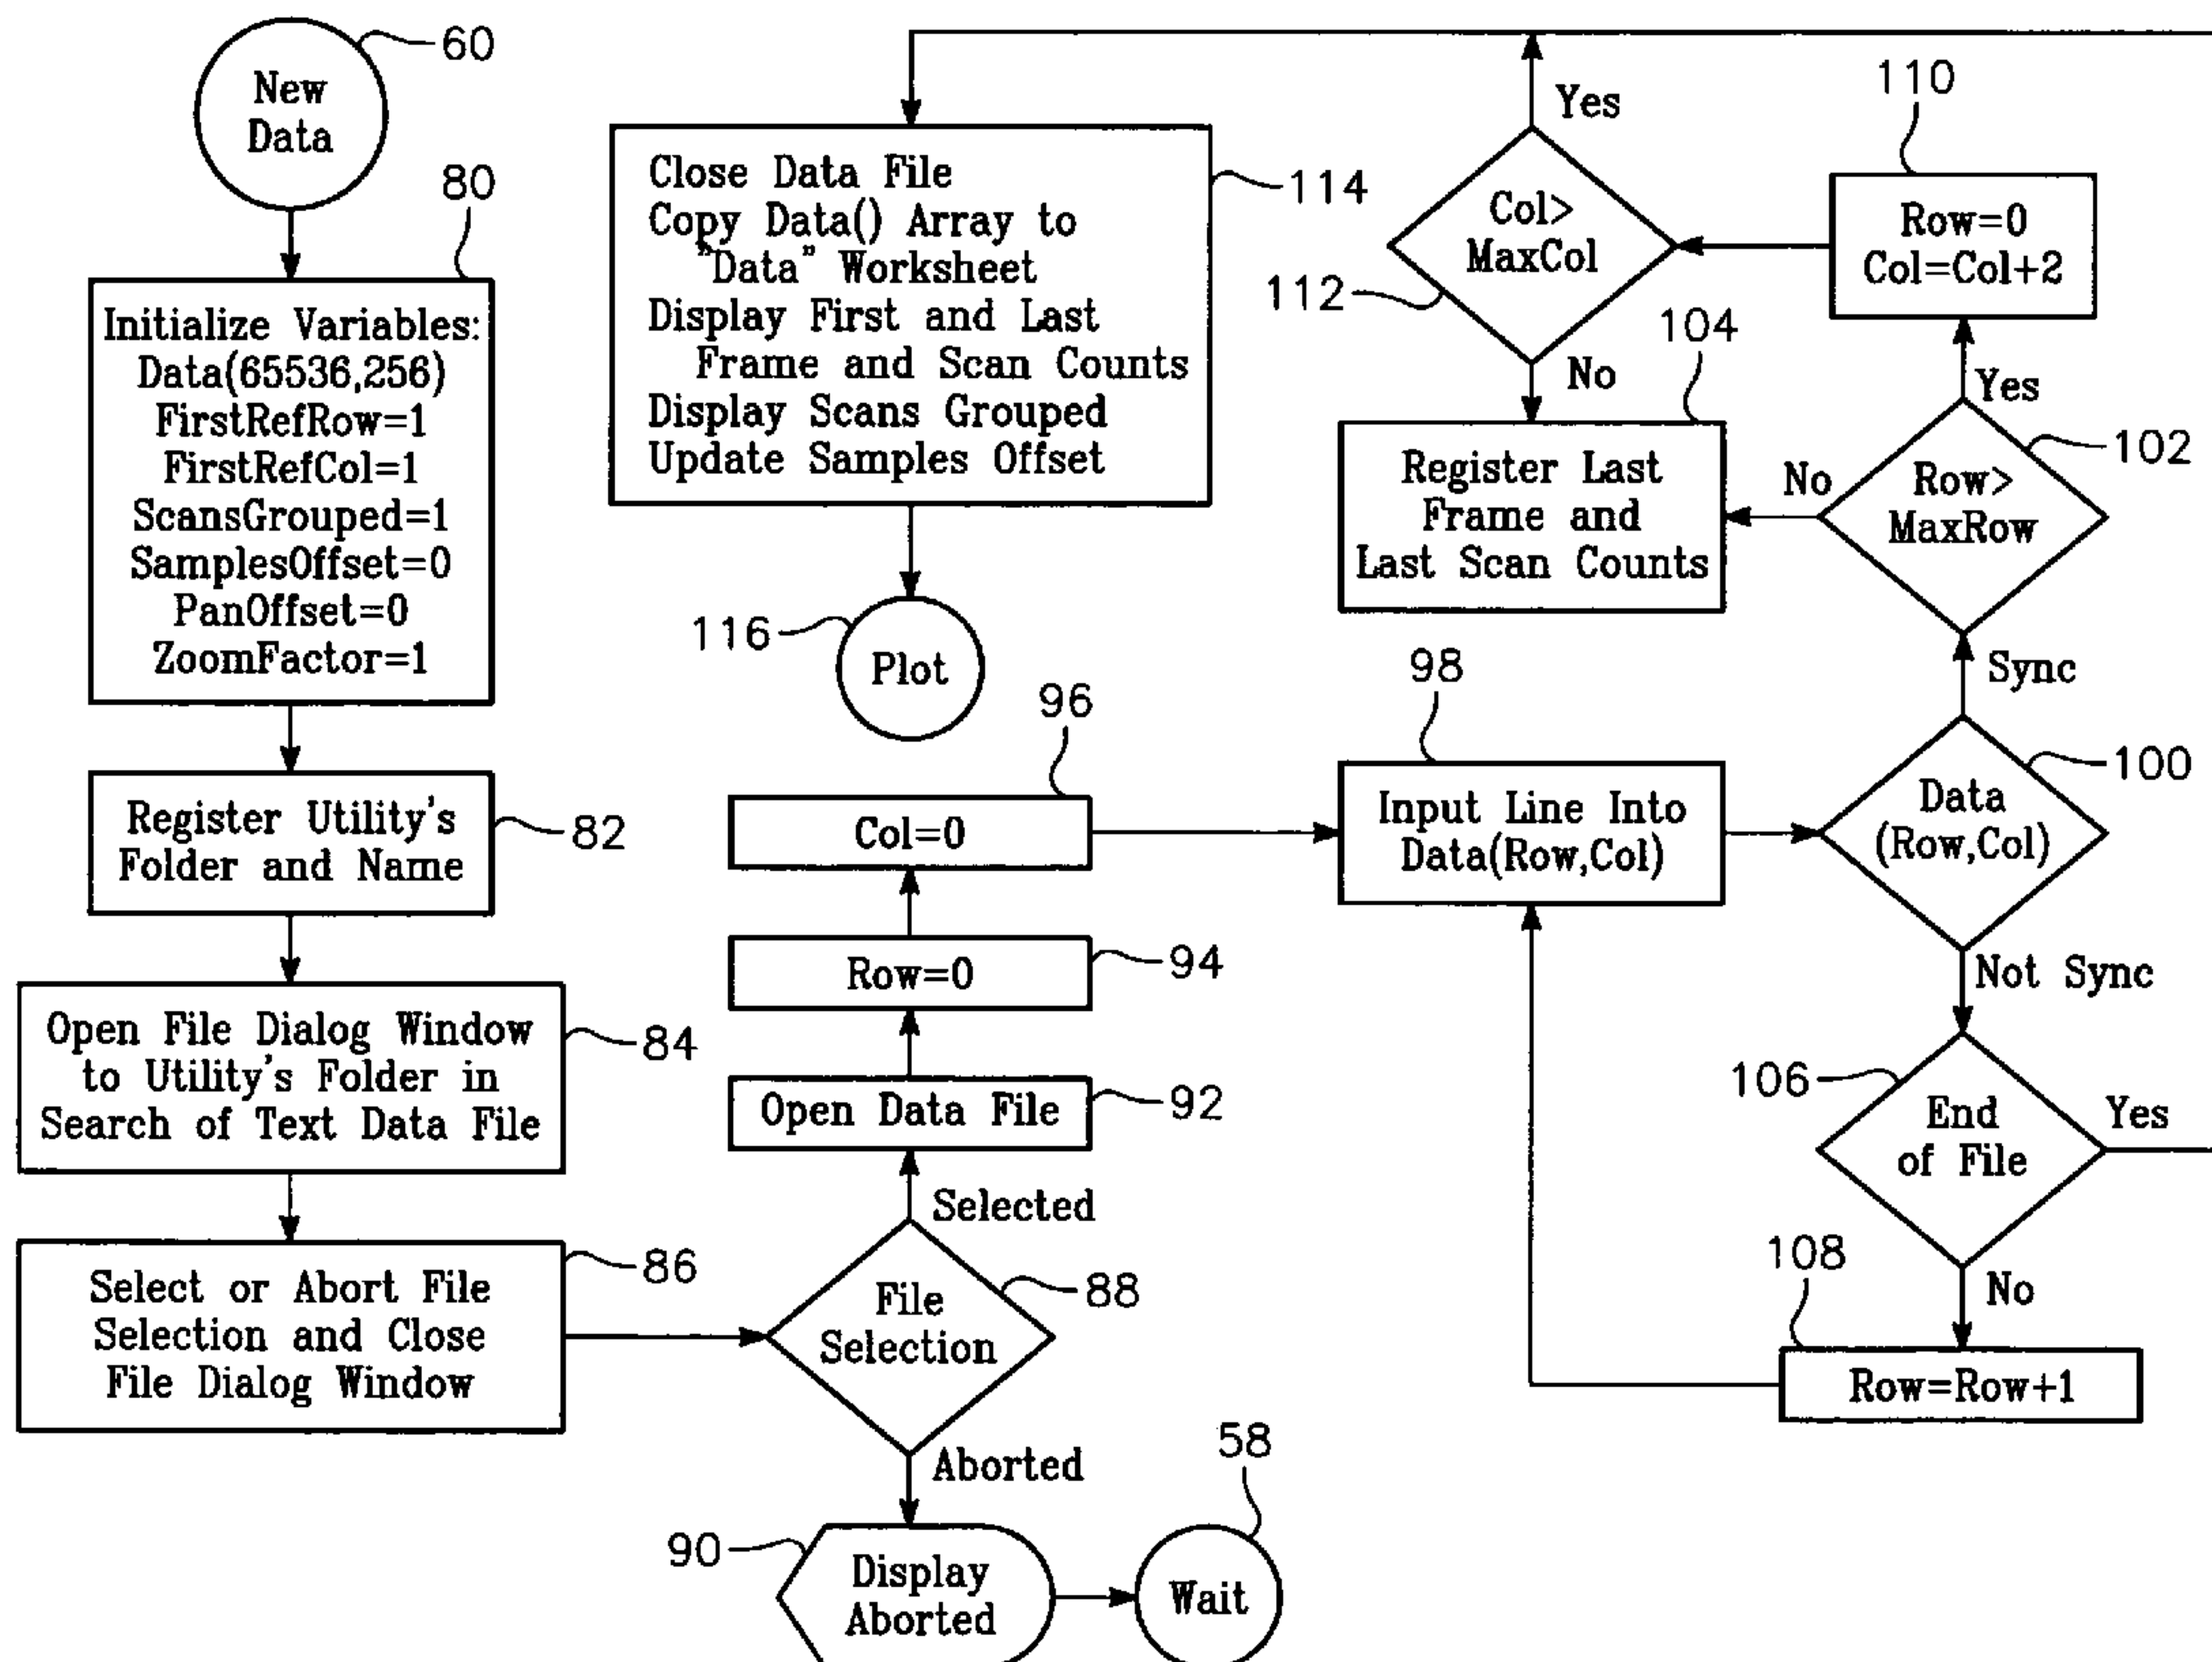 New
Data
60
80
Initialize Variables:
Data(65536,256)
FirstRefRow=1
FirstRefCol=1
ScansGrouped=1
SamplesOffset=0
PanOffset=0
ZoomFactor=1
Register Utility's
Folder and Name
82
Open File Dialog Window
to Utility's Folder in
Search of Text Data File
84
Select or Abort File
Selection and Close
File Dialog Window
86
File
Selection
88
Selected
Aborted
Display
Aborted
90
Wait
58
Open Data File
92
Row=0
94
Col=0
96
Input Line Into
Data(Row,Col)
98
Data
(Row,Col)
100
Sync
Not Sync
Row>
MaxRow
102
No
Yes
Register Last
Frame and
Last Scan Counts
104
End
of File
106
Yes
No
Row=Row+1
108
Row=0
Col=Col+2
110
Col>
MaxCol
112
Yes
No
Close Data File
Copy Data() Array to
"Data" Worksheet
Display First and Last
Frame and Scan Counts
Display Scans Grouped
Update Samples Offset
114
Plot
116